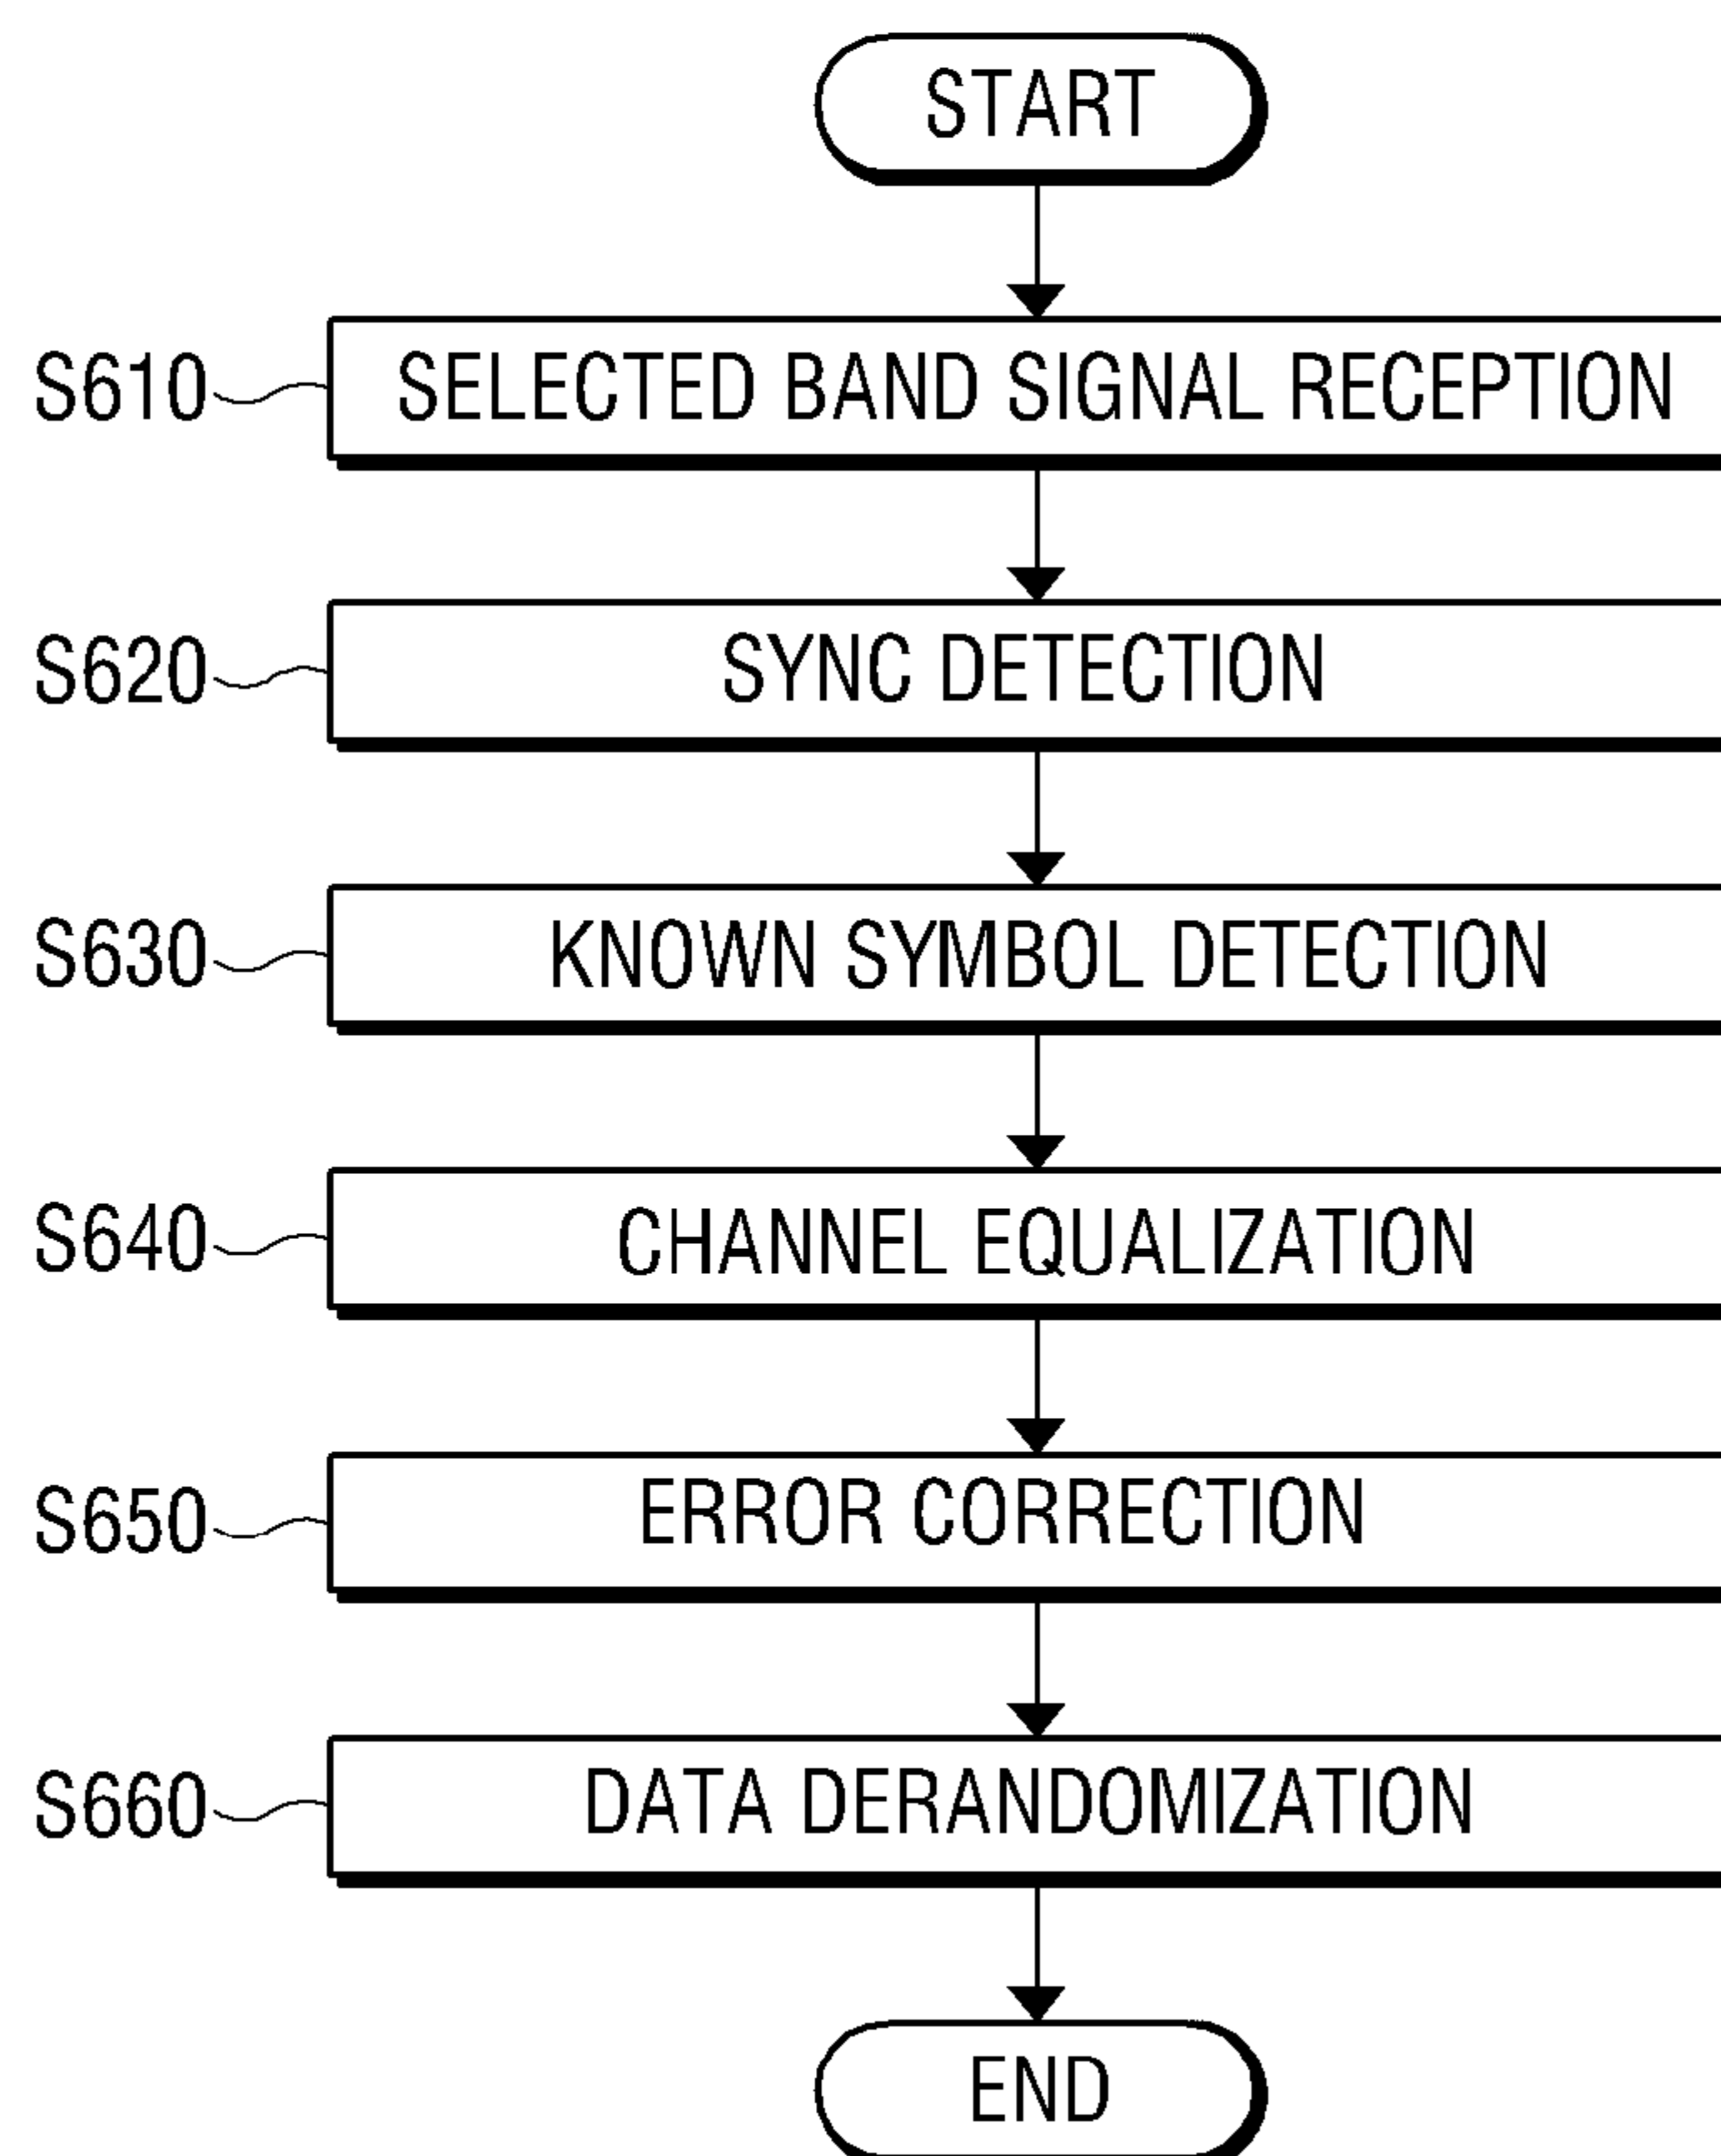 START
S610 SELECTED BAND SIGNAL RECEPTION
S620 SYNC DETECTION
S630 KNOWN SYMBOL DETECTION
S640 CHANNEL EQUALIZATION
S650 ERROR CORRECTION
S660 DATA DERANDOMIZATION
END